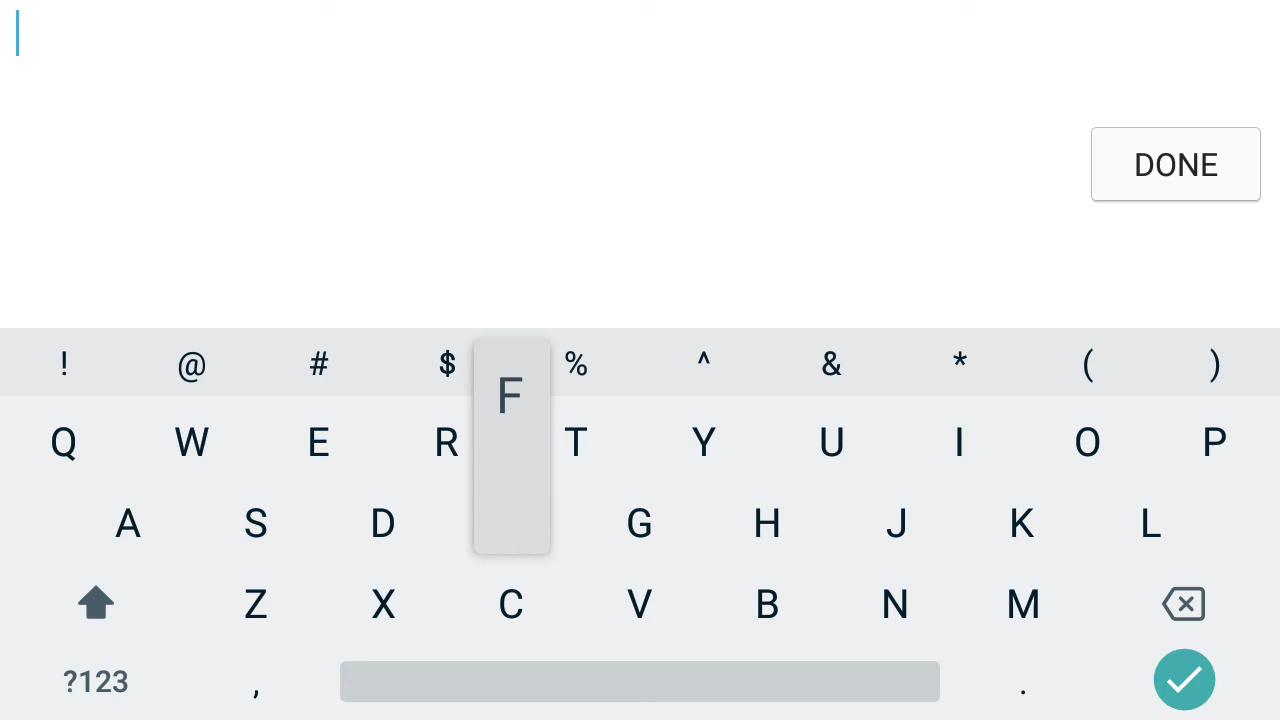 DONE
! @ # $ % ^ & * ( )
Q W E R T Y U I O P
A S D F G H J K L
Z X C V B N M
?123 , .